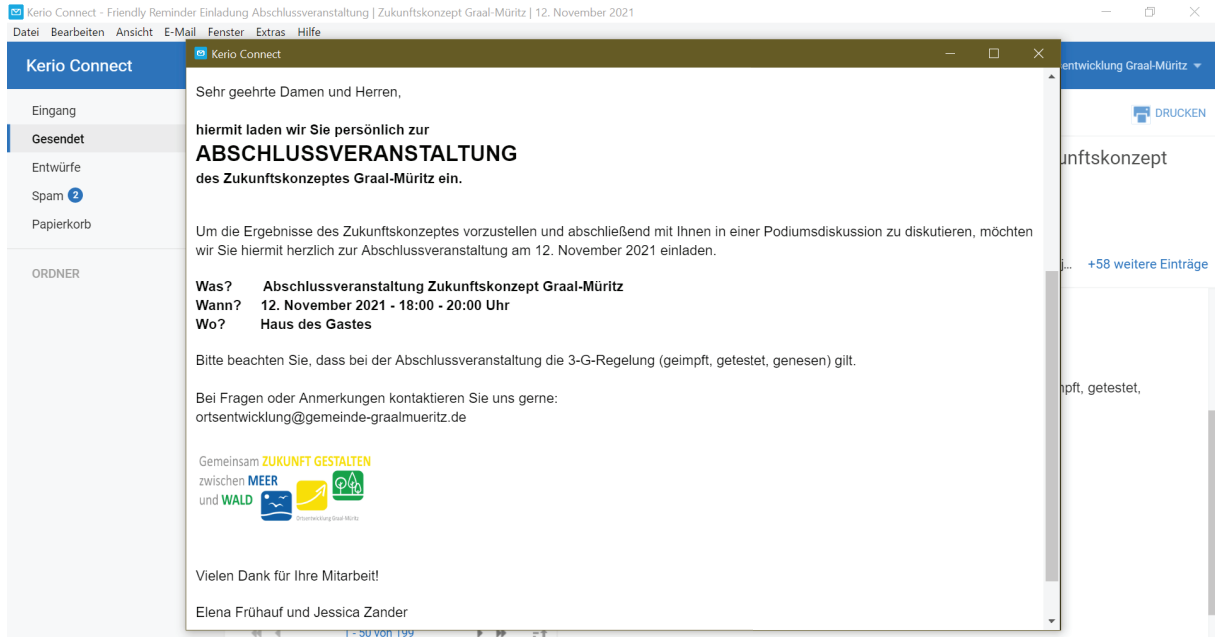 Kerio Connect - Friendly Reminder Einladung Abschlussveranstaltung | Zukunftskonzept Graal-Müritz | 12. November 2021
Datei Bearbeiten Ansicht E-Mail Fenster Extras Hilfe
Kerio Connect
Kerio Connect
entwicklung Graal-Müritz
Eingang
Gesendet
Entwürfe
Spam 2
Papierkorb
ORDNER
DRUCKEN
unftskonzept
j... +58 weitere Einträge
npft, getestet,
Sehr geehrte Damen und Herren,
hiermit laden wir Sie persönlich zur
ABSCHLUSSVERANSTALTUNG
des Zukunftskonzeptes Graal-Müritz ein.
Um die Ergebnisse des Zukunftskonzeptes vorzustellen und abschließend mit Ihnen in einer Podiumsdiskussion zu diskutieren, möchten
wir Sie hiermit herzlich zur Abschlussveranstaltung am 12. November 2021 einladen.
Was? Abschlussveranstaltung Zukunftskonzept Graal-Müritz
Wann? 12. November 2021 - 18:00 - 20:00 Uhr
Wo? Haus des Gastes
Bitte beachten Sie, dass bei der Abschlussveranstaltung die 3-G-Regelung (geimpft, getestet, genesen) gilt.
Bei Fragen oder Anmerkungen kontaktieren Sie uns gerne:
ortsentwicklung@gemeinde-graalmueritz.de
Gemeinsam ZUKUNFT GESTALTEN
zwischen MEER
und WALD
Ortsentwicklung Graal-Müritz
Vielen Dank für Ihre Mitarbeit!
Elena Frühauf und Jessica Zander
1 - 50 von 199